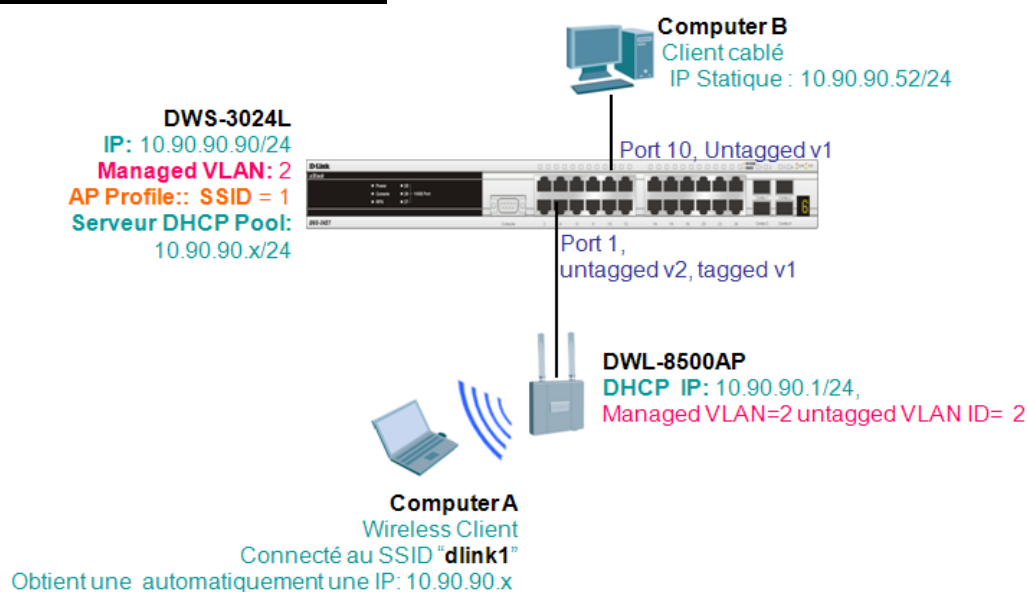 Computer B
Client cablé
IP Statique : 10.90.90.52/24
DWS-3024L
IP: 10.90.90.90/24
Managed VLAN: 2
AP Profile:: SSID = 1
Serveur DHCP Pool:
10.90.90.x/24
Port 10, Untagged v1
D-Link
Console
6
Port 1,
untagged v2, tagged v1
DWL-8500AP
DHCP IP: 10.90.90.1/24,
Managed VLAN=2 untagged VLAN ID= 2
Computer A
Wireless Client
Connecté au SSID “dlink1”
Obtient une automatiquement une IP: 10.90.90.x